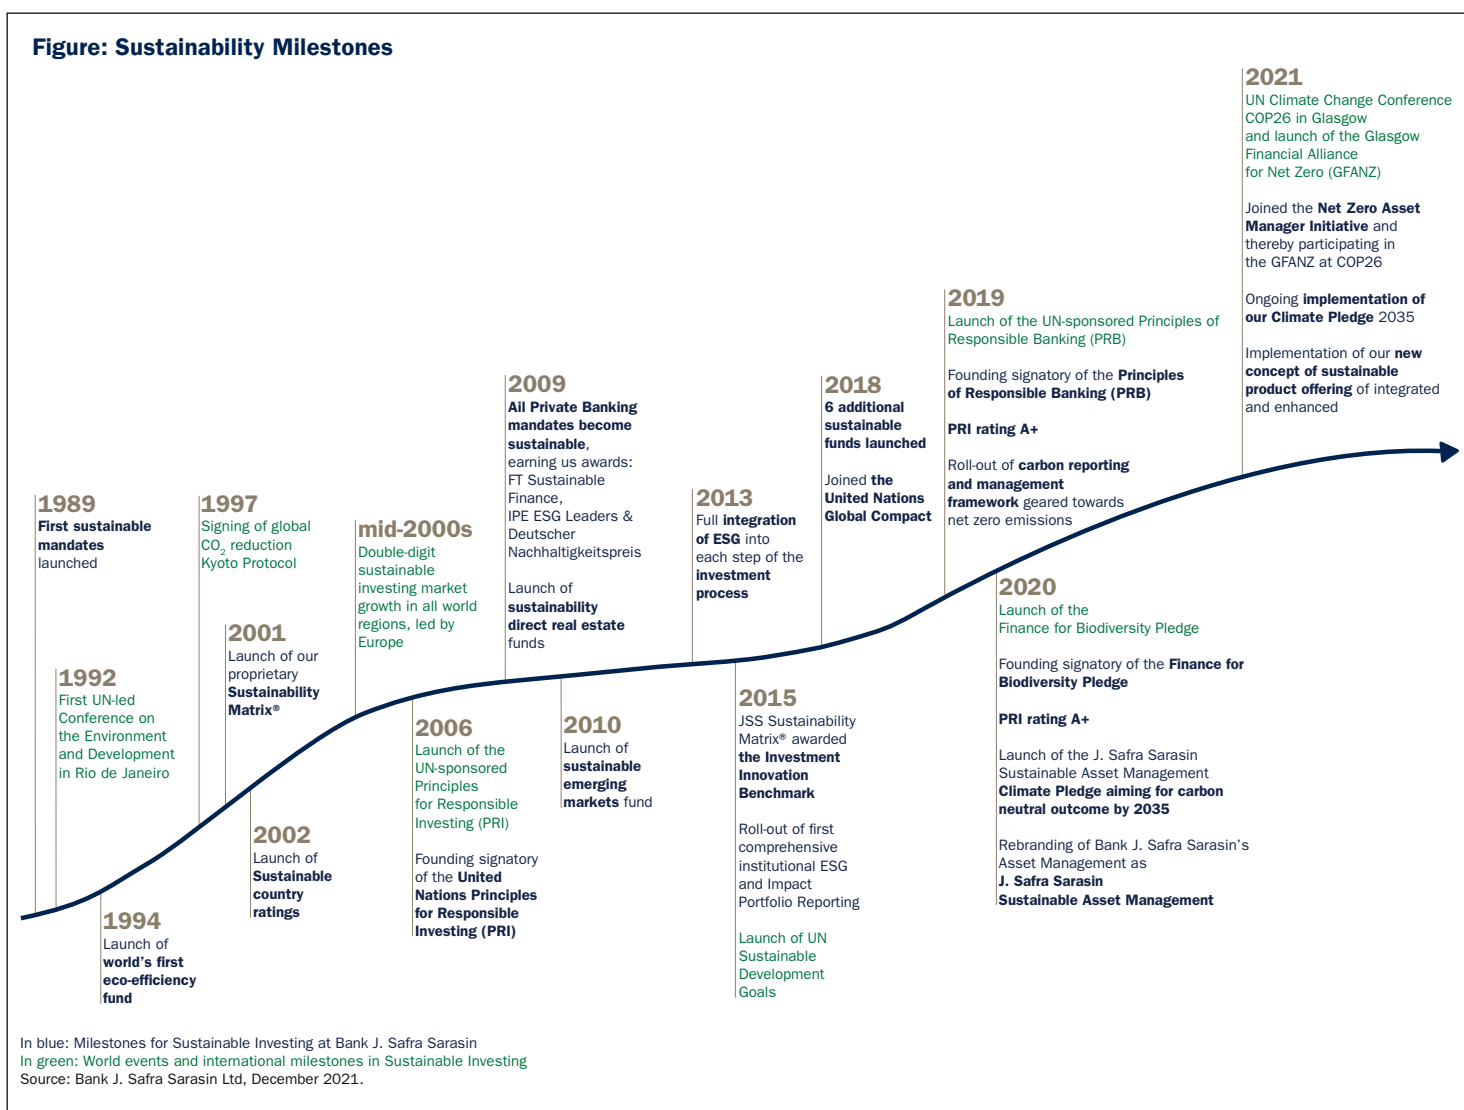 Figure: Sustainability Milestones
1989
First sustainable
mandates
launched
1992
First UN-led
Conference on
the Environment
and Development
in Rio de Janeiro
1994
Launch of
world's first
eco-efficiency
fund
1997
Signing of global
CO2 reduction
Kyoto Protocol
2001
Launch of our
proprietary
Sustainability
Matrix®
2002
Launch of
Sustainable
country
ratings
mid-2000s
Double-digit
sustainable
investing market
growth in all world
regions, led by
Europe
2006
Launch of the
UN-sponsored
Principles
for Responsible
Investing (PRI)
Founding signatory
of the United
Nations Principles
for Responsible
Investing (PRI)
2009
All Private Banking
mandates become
sustainable,
earning us awards:
FT Sustainable
Finance,
IPE ESG Leaders &
Deutscher
Nachhaltigkeitspreis
Launch of
sustainability
direct real estate
funds
2010
Launch of
sustainable
emerging
markets fund
2013
Full integration
of ESG into
each step of the
investment
process
2015
JSS Sustainability
Matrix® awarded
the Investment
Innovation
Benchmark
Roll-out of first
comprehensive
institutional ESG
and Impact
Portfolio Reporting
Launch of UN
Sustainable
Development
Goals
2018
6 additional
sustainable
funds launched
Joined the
United Nations
Global Compact
2019
Launch of the UN-sponsored Principles of
Responsible Banking (PRB)
Founding signatory of the Principles
of Responsible Banking (PRB)
PRI rating A+
Roll-out of carbon reporting
and management
framework geared towards
net zero emissions
2020
Launch of the
Finance for Biodiversity Pledge
Founding signatory of the Finance for
Biodiversity Pledge
PRI rating A+
Launch of the J. Safra Sarasin
Sustainable Asset Management
Climate Pledge aiming for carbon
neutral outcome by 2035
Rebranding of Bank J. Safra Sarasin's
Asset Management as
J. Safra Sarasin
Sustainable Asset Management
2021
UN Climate Change Conference
COP26 in Glasgow
and launch of the Glasgow
Financial Alliance
for Net Zero (GFANZ)
Joined the Net Zero Asset
Manager Initiative and
thereby participating in
the GFANZ at COP26
Ongoing implementation of
our Climate Pledge 2035
Implementation of our new
concept of sustainable
product offering of integrated
and enhanced
In blue: Milestones for Sustainable Investing at Bank J. Safra Sarasin
In green: World events and international milestones in Sustainable Investing
Source: Bank J. Safra Sarasin Ltd, December 2021.